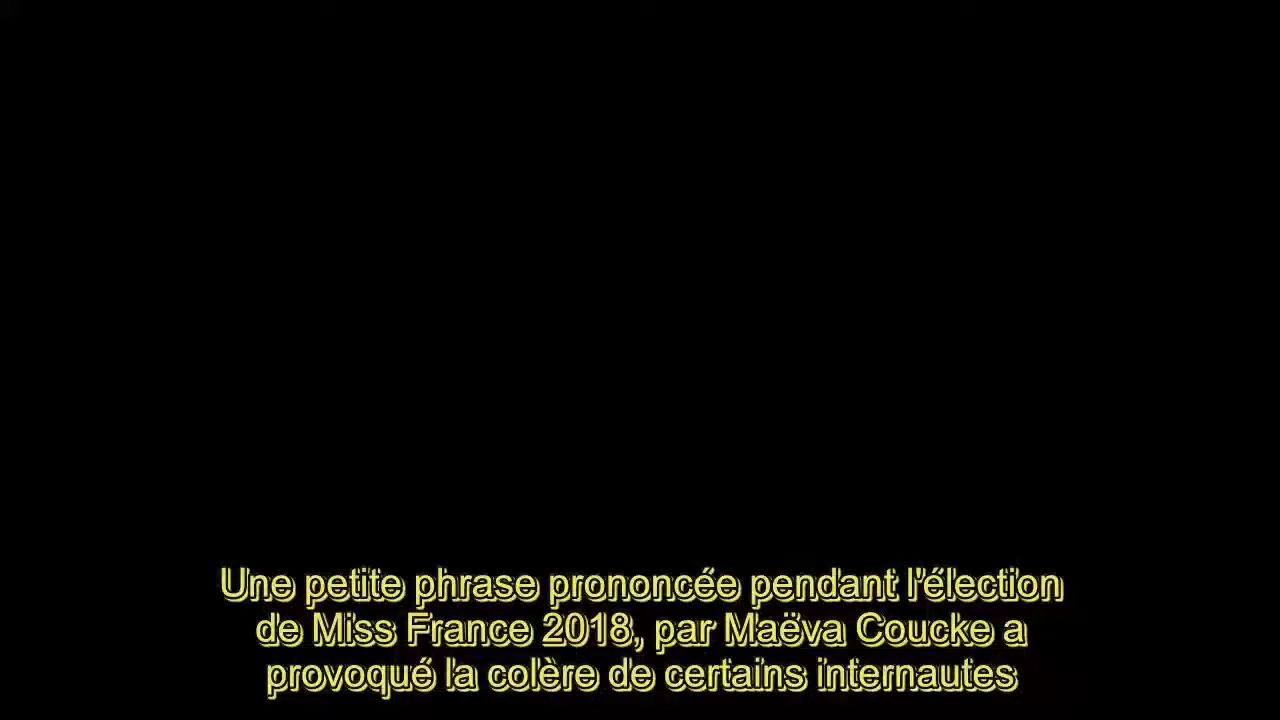 Une petite phrase prononcée pendant l'élection
de Miss France 2018, par Maëva Coucke a
provoqué la colère de certains internautes